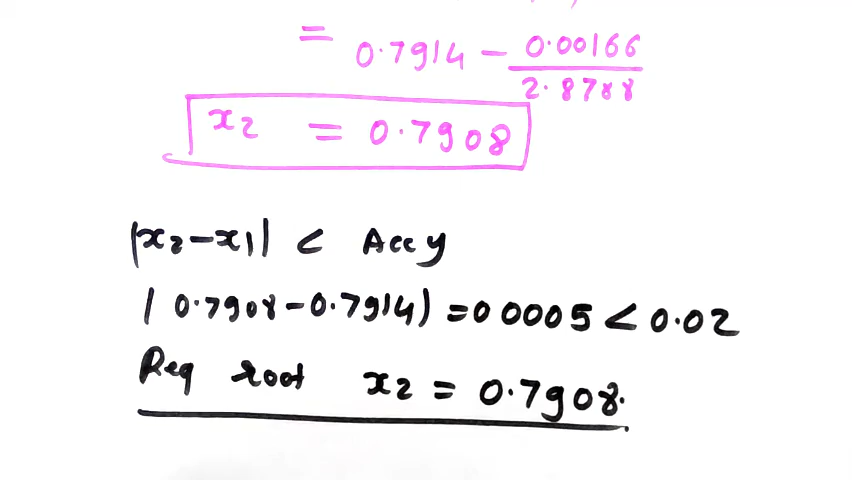 = 0.7914 - 0.00166
2.8788
x2 = 0.7908
|x2-x1| < Accy
| 0.7908-0.7914) =0 0005 < 0.02
Req root x2 = 0.7908.